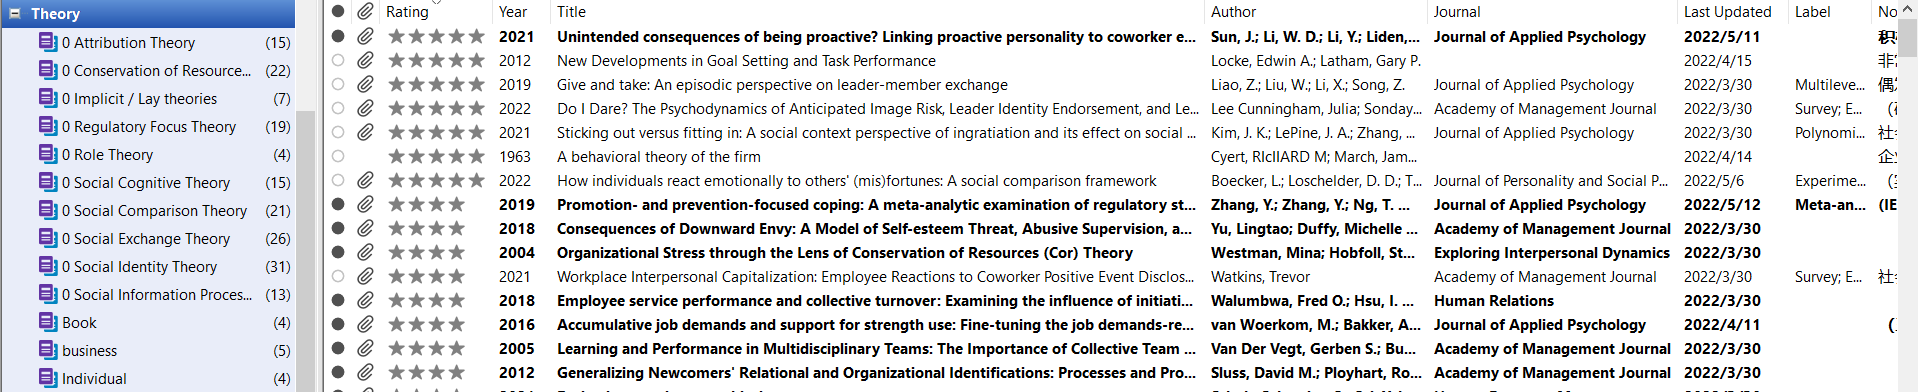 Theory
0 Attribution Theory (15)
0 Conservation of Resource... (22)
0 Implicit / Lay theories (7)
0 Regulatory Focus Theory (19)
0 Role Theory (4)
0 Social Cognitive Theory (15)
0 Social Comparison Theory (21)
0 Social Exchange Theory (26)
0 Social Identity Theory (31)
0 Social Information Proces... (13)
Book (4)
business (5)
Individual (4)
Rating Year Title Author Journal Last Updated Label No
2021 Unintended consequences of being proactive? Linking proactive personality to coworker e... Sun, J.; Li, W. D.; Li, Y.; Liden,... Journal of Applied Psychology 2022/5/11 积
2012 New Developments in Goal Setting and Task Performance Locke, Edwin A.; Latham, Gary P. 2022/4/15 非
2019 Give and take: An episodic perspective on leader-member exchange Liao, Z.; Liu, W.; Li, X.; Song, Z. Journal of Applied Psychology 2022/3/30 Multileve... 偶
2022 Do I Dare? The Psychodynamics of Anticipated Image Risk, Leader Identity Endorsement, and Le... Lee Cunningham, Julia; Sonday... Academy of Management Journal 2022/3/30 Survey; E...
2021 Sticking out versus fitting in: A social context perspective of ingratiation and its effect on social ... Kim, J. K.; LePine, J. A.; Zhang, ... Journal of Applied Psychology 2022/3/30 Polynomi... 社
1963 A behavioral theory of the firm Cyert, RIcIIARD M; March, Jam... 2022/4/14 企
2022 How individuals react emotionally to others' (mis)fortunes: A social comparison framework Boecker, L.; Loschelder, D. D.; T... Journal of Personality and Social P... 2022/5/6 Experime...
2019 Promotion- and prevention-focused coping: A meta-analytic examination of regulatory st... Zhang, Y.; Zhang, Y.; Ng, T. ... Journal of Applied Psychology 2022/5/12 Meta-an... (IE
2018 Consequences of Downward Envy: A Model of Self-esteem Threat, Abusive Supervision, a... Yu, Lingtao; Duffy, Michelle ... Academy of Management Journal 2022/3/30
2004 Organizational Stress through the Lens of Conservation of Resources (Cor) Theory Westman, Mina; Hobfoll, St... Exploring Interpersonal Dynamics 2022/3/30
2021 Workplace Interpersonal Capitalization: Employee Reactions to Coworker Positive Event Disclos... Watkins, Trevor Academy of Management Journal 2022/3/30 Survey; E... 社
2018 Employee service performance and collective turnover: Examining the influence of initiati... Walumbwa, Fred O.; Hsu, I. ... Human Relations 2022/3/30
2016 Accumulative job demands and support for strength use: Fine-tuning the job demands-re... van Woerkom, M.; Bakker, A... Journal of Applied Psychology 2022/4/11 (
2005 Learning and Performance in Multidisciplinary Teams: The Importance of Collective Team ... Van Der Vegt, Gerben S.; Bu... Academy of Management Journal 2022/3/30
2012 Generalizing Newcomers' Relational and Organizational Identifications: Processes and Pro... Sluss, David M.; Ployhart, Ro... Academy of Management Journal 2022/3/30